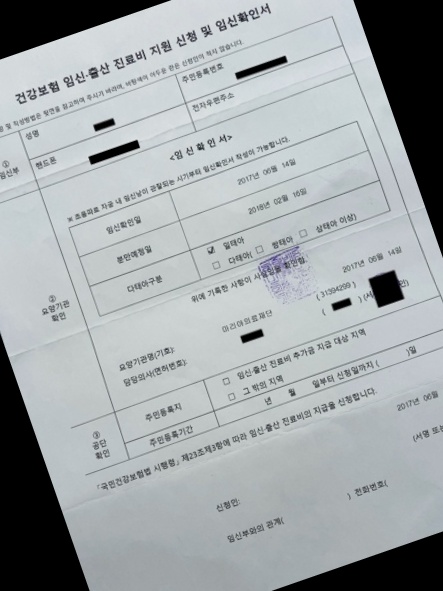 건강보험 임신·출산 진료비 지원 신청 및 임신확인서
및 작성방법은 뒷면을 참고하여 주시기 바라며, 바탕색이 어두운 란은 신청인이 적지 않습니다.
①
임신부
성명
주민등록번호
핸드폰
전자우편주소
<임 신 확 인 서>
②
요양기관
확인
※ 초음파로 자궁 내 임신낭이 관찰되는 시기부터 임신확인서 작성이 가능합니다.
임신확인일
2017년 06월 14일
분만예정일
2018년 02월 16일
다태아구분
☑ 일태아
☐ 다태아( ☐ 쌍태아 ☐ 삼태아 이상)
위에 기록한 사항이 사실임을 확인함.
2017년 06월 14일
요양기관명(기호):
마리아의료재단
( 31394299 )
담당의사(면허번호):
( ) (서
인)
③
공단
확인
주민등록지
☐ 임신·출산 진료비 추가금 지급 대상 지역
☐ 그 밖의 지역
주민등록기간
년 월 일부터 신청일까지 ( )일
「국민건강보험법 시행령」 제23조제3항에 따라 임신·출산 진료비의 지급을 신청합니다.
2017년 06월
신청인:
(서명 또는
임신부와의 관계( ) 전화번호(